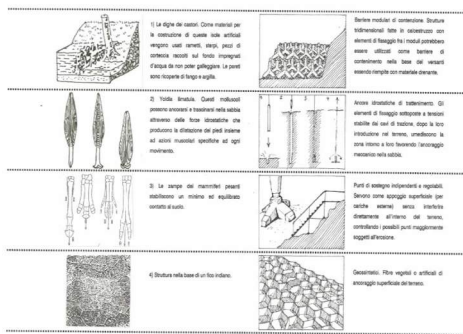 1) Le dighe dei castori. Come materiali per
la costruzione di queste isole artificiali
vengono usati rametti, sterpi, pezzi di
corteccia raccolti sul fondo impregnati
d'acqua da non poter galleggiare. Le pareti
sono ricoperte di fango e argilla.
Barriere modulari di contenzione. Strutture
tridimensionali fatte in calcestruzzo con
elementi di fissaggio fra i moduli potrebbero
essere utilizzati come barriere di
contenimento nella base dei versanti
essendo riempite con materiale drenante.
2) Yoldia limatula. Questi molluschi
possono ancorarsi e trascinarsi nella sabbia
attraverso delle forze idrostatiche che
producono la dilatazione del piedi insieme
ad azioni muscolari specifiche ad ogni
movimento.
Ancore idrostatiche di trattenimento. Gli
elementi di fissaggio sottoposte a tensioni
stabilite dai cavi di trazione, dopo la loro
introduzione nel terreno, umediscono la
zona intorno a loro favorendo l'ancoraggio
meccanico nella sabbia.
3) Le zampe dei mammiferi pesanti
stabiliscono un minimo ed equilibrato
contatto al suolo.
Punti di sostegno indipendenti e regolabili.
Servono come appoggio superficiale (per
cariche esterne) senza interferire
direttamente all'interno del terreno,
controllando i possibili punti maggiormente
soggetti all'erosione.
4) Struttura nella base di un fico indiano.
Geosintetico. Fibre vegetali o artificiali di
ancoraggio superficiale del terreno.